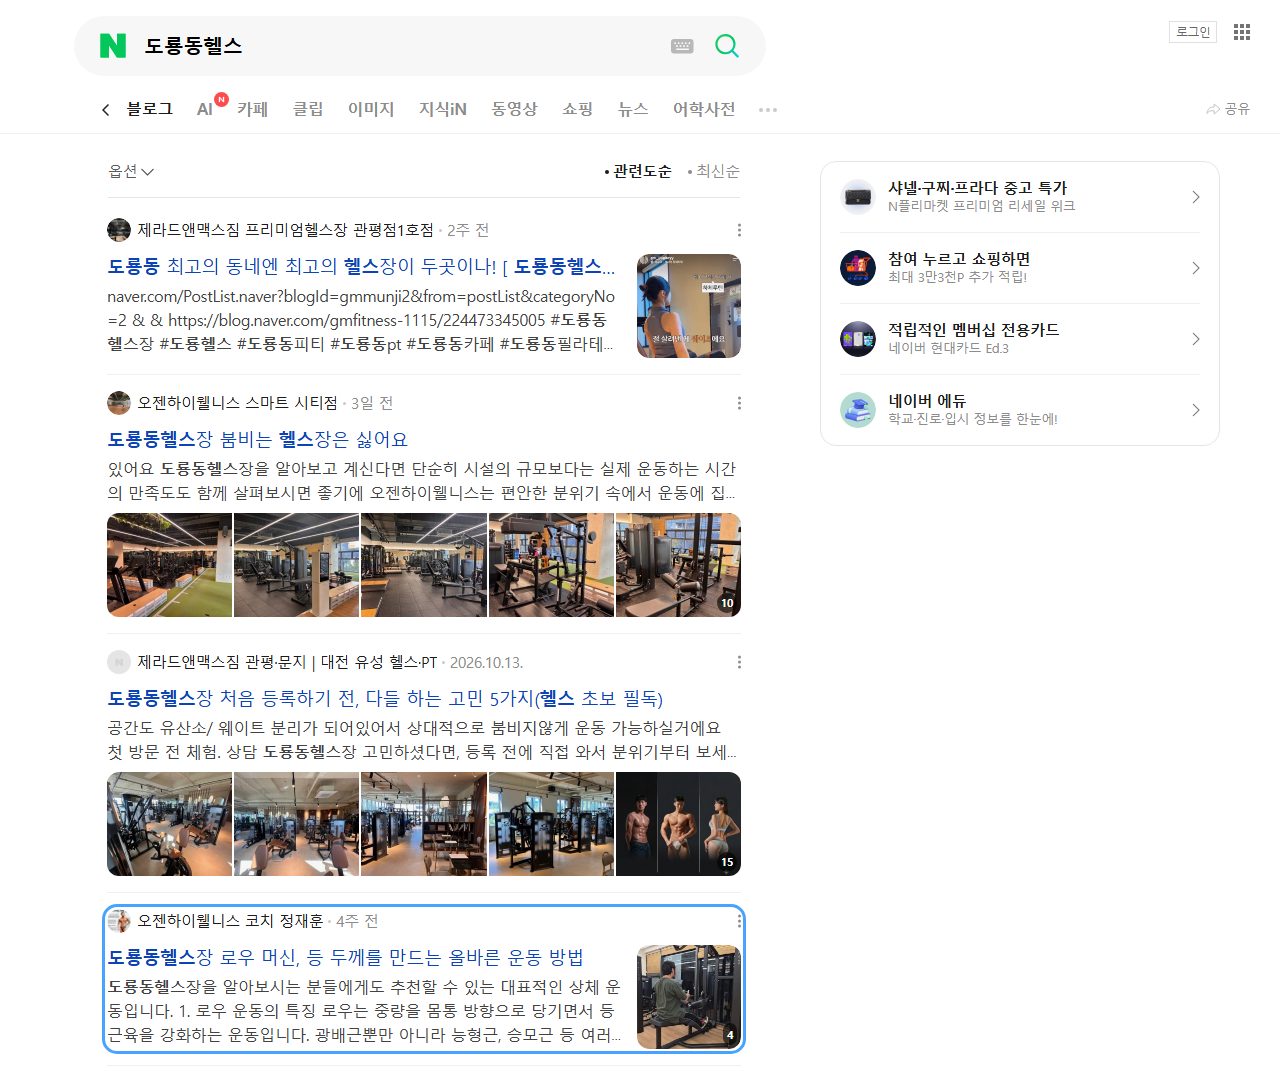 도룡동헬스
로그인
블로그 AI N 카페 클립 이미지 지식iN 동영상 쇼핑 뉴스 어학사전
공유
옵션
관련도순 최신순
제라드앤맥스짐 프리미엄헬스장 관평점1호점 · 2주 전
도룡동 최고의 동네엔 최고의 헬스장이 두곳이나! [ 도룡동헬스...
naver.com/PostList.naver?blogId=gmmunji2&from=postList&categoryNo
=2 & & https://blog.naver.com/gmfitness-1115/224473345005 #도룡동
헬스장 #도룡헬스 #도룡동피티 #도룡동pt #도룡동카페 #도룡동필라테...
오젠하이웰니스 스마트 시티점 · 3일 전
도룡동헬스장 붐비는 헬스장은 싫어요
있어요 도룡동헬스장을 알아보고 계신다면 단순히 시설의 규모보다는 실제 운동하는 시간
의 만족도도 함께 살펴보시면 좋기에 오젠하이웰니스는 편안한 분위기 속에서 운동에 집...
10
제라드앤맥스짐 관평·문지 | 대전 유성 헬스·PT · 2026.10.13.
도룡동헬스장 처음 등록하기 전, 다들 하는 고민 5가지(헬스 초보 필독)
공간도 유산소/ 웨이트 분리가 되어있어서 상대적으로 붐비지않게 운동 가능하실거에요
첫 방문 전 체험. 상담 도룡동헬스장 고민하셨다면, 등록 전에 직접 와서 분위기부터 보세...
15
오젠하이웰니스 코치 정재훈 · 4주 전
도룡동헬스장 로우 머신, 등 두께를 만드는 올바른 운동 방법
도룡동헬스장을 알아보시는 분들에게도 추천할 수 있는 대표적인 상체 운
동입니다. 1. 로우 운동의 특징 로우는 중량을 몸통 방향으로 당기면서 등
근육을 강화하는 운동입니다. 광배근뿐만 아니라 능형근, 승모근 등 여러...
4
샤넬·구찌·프라다 중고 특가
N플리마켓 프리미엄 리세일 위크
참여 누르고 쇼핑하면
최대 3만3천P 추가 적립!
적립적인 멤버십 전용카드
네이버 현대카드 Ed.3
네이버 에듀
학교·진로·입시 정보를 한눈에!